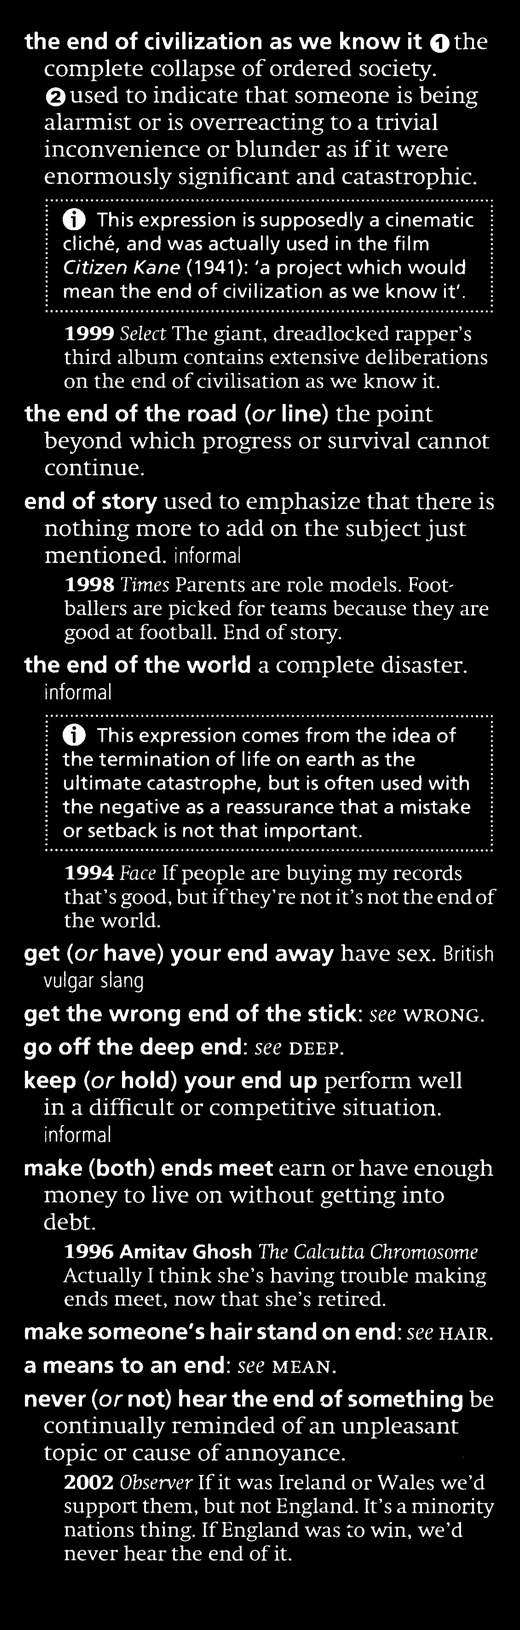 the end of civilization as we know it ❶ the
complete collapse of ordered society.
❷ used to indicate that someone is being
alarmist or is overreacting to a trivial
inconvenience or blunder as if it were
enormously significant and catastrophic.
ⓘ This expression is supposedly a cinematic
cliché, and was actually used in the film
Citizen Kane (1941): ‘a project which would
mean the end of civilization as we know it’.
1999 Select The giant, dreadlocked rapper’s
third album contains extensive deliberations
on the end of civilisation as we know it.
the end of the road (or line) the point
beyond which progress or survival cannot
continue.
end of story used to emphasize that there is
nothing more to add on the subject just
mentioned. informal
1998 Times Parents are role models. Foot-
ballers are picked for teams because they are
good at football. End of story.
the end of the world a complete disaster.
informal
ⓘ This expression comes from the idea of
the termination of life on earth as the
ultimate catastrophe, but is often used with
the negative as a reassurance that a mistake
or setback is not that important.
1994 Face If people are buying my records
that’s good, but if they’re not it’s not the end of
the world.
get (or have) your end away have sex. British
vulgar slang
get the wrong end of the stick: see WRONG.
go off the deep end: see DEEP.
keep (or hold) your end up perform well
in a difficult or competitive situation.
informal
make (both) ends meet earn or have enough
money to live on without getting into
debt.
1996 Amitav Ghosh The Calcutta Chromosome
Actually I think she’s having trouble making
ends meet, now that she’s retired.
make someone’s hair stand on end: see HAIR.
a means to an end: see MEAN.
never (or not) hear the end of something be
continually reminded of an unpleasant
topic or cause of annoyance.
2002 Observer If it was Ireland or Wales we’d
support them, but not England. It’s a minority
nations thing. If England was to win, we’d
never hear the end of it.